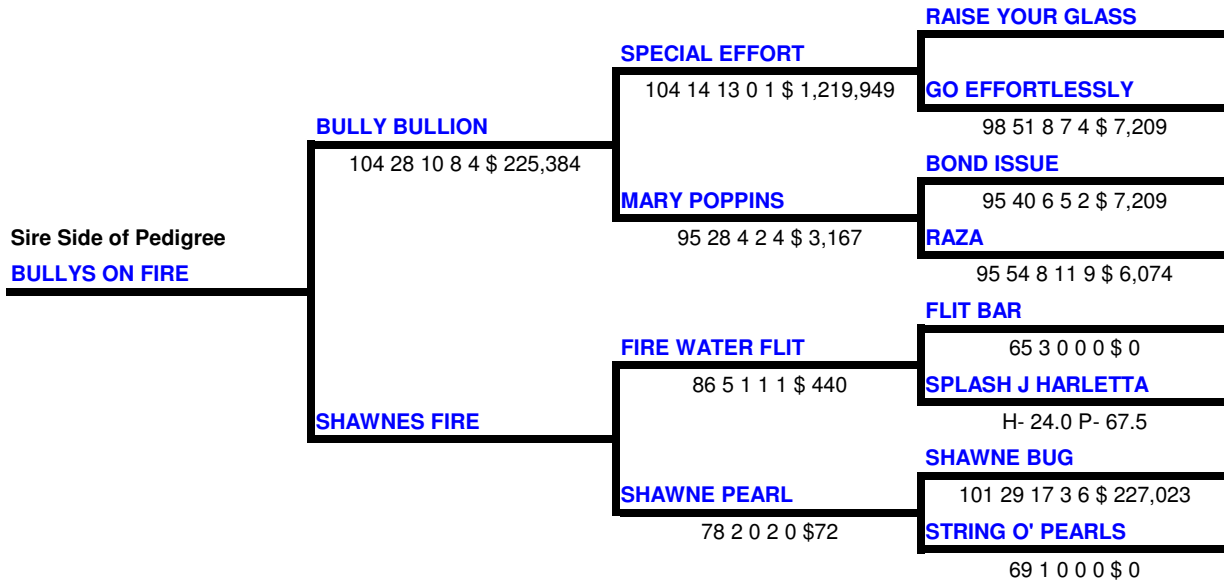 RAISE YOUR GLASS
SPECIAL EFFORT
104 14 13 0 1 $ 1,219,949
GO EFFORTLESSLY
98 51 8 7 4 $ 7,209
BULLY BULLION
104 28 10 8 4 $ 225,384
BOND ISSUE
95 40 6 5 2 $ 7,209
MARY POPPINS
95 28 4 2 4 $ 3,167
RAZA
95 54 8 11 9 $ 6,074
Sire Side of Pedigree
BULLYS ON FIRE
FLIT BAR
65 3 0 0 0 $ 0
FIRE WATER FLIT
86 5 1 1 1 $ 440
SPLASH J HARLETTA
H- 24.0 P- 67.5
SHAWNES FIRE
SHAWNE BUG
101 29 17 3 6 $ 227,023
SHAWNE PEARL
78 2 0 2 0 $72
STRING O' PEARLS
69 1 0 0 0 $ 0